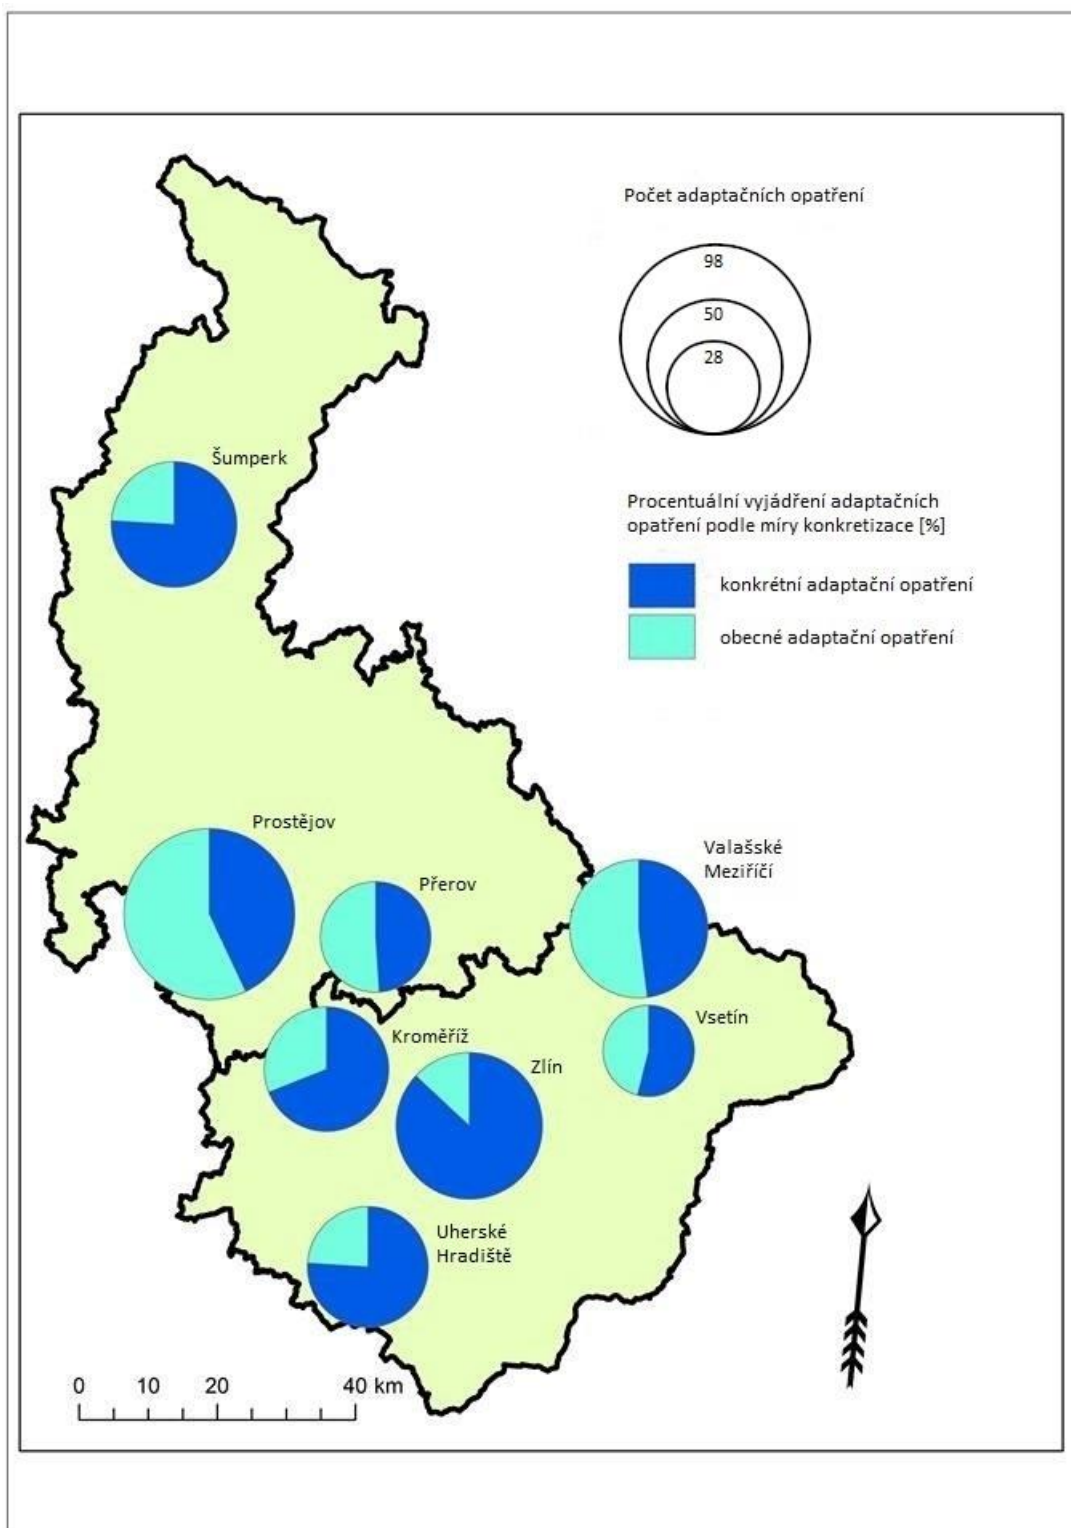 Počet adaptačních opatření
98
50
28
Šumperk
Procentuální vyjádření adaptačních
opatření podle míry konkretizace [%]
konkrétní adaptační opatření
obecné adaptační opatření
Prostějov
Přerov
Valašské
Meziříčí
Kroměříž
Vsetín
Zlín
Uherské
Hradiště
0 10 20 40 km